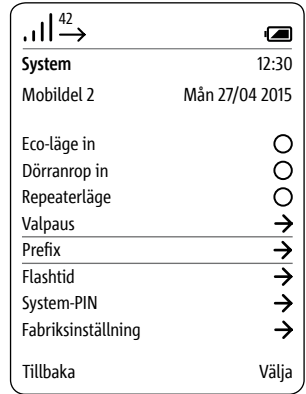 42
System 12:30
Mobildel 2 Mån 27/04 2015
Eco-läge in
Dörranrop in
Repeaterläge
Valpaus
Prefix
Flashtid
System-PIN
Fabriksinställning
Tillbaka Välja